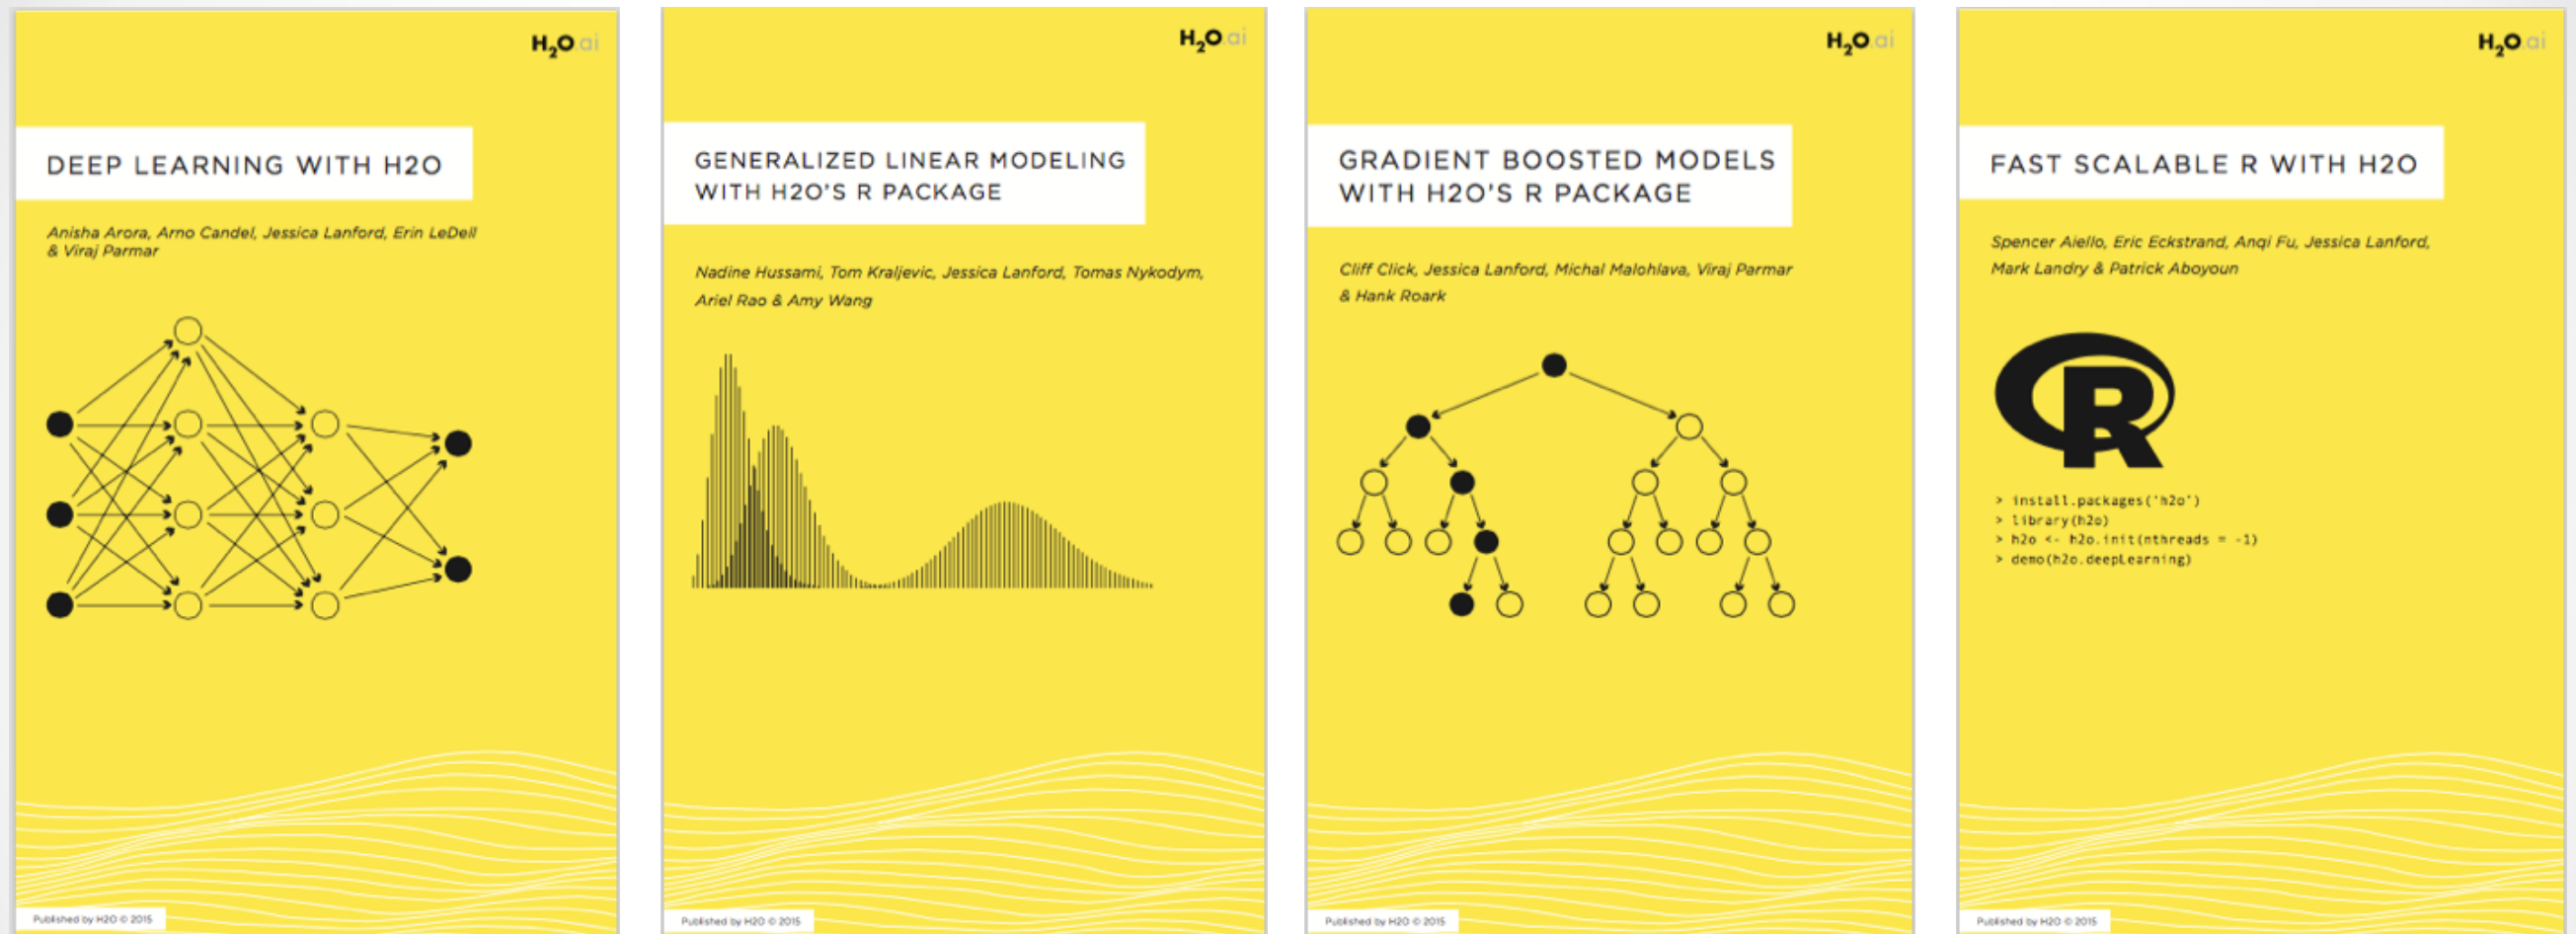 H2O.ai
DEEP LEARNING WITH H2O
Anisha Arora, Arno Candel, Jessica Lanford, Erin LeDell
& Viraj Parmar
Published by H2O © 2015
H2O.ai
GENERALIZED LINEAR MODELING
WITH H2O'S R PACKAGE
Nadine Hussami, Tom Kraljevic, Jessica Lanford, Tomas Nykodym,
Ariel Rao & Amy Wang
Published by H2O © 2015
H2O.ai
GRADIENT BOOSTED MODELS
WITH H2O'S R PACKAGE
Cliff Click, Jessica Lanford, Michal Malohlava, Viraj Parmar
& Hank Roark
Published by H2O © 2015
H2O.ai
FAST SCALABLE R WITH H2O
Spencer Aiello, Eric Eckstrand, Anqi Fu, Jessica Lanford,
Mark Landry & Patrick Aboyoun
R
> install.packages('h2o')
> library(h2o)
> h2o <- h2o.init(nthreads = -1)
> demo(h2o.deepLearning)
Published by H2O © 2015